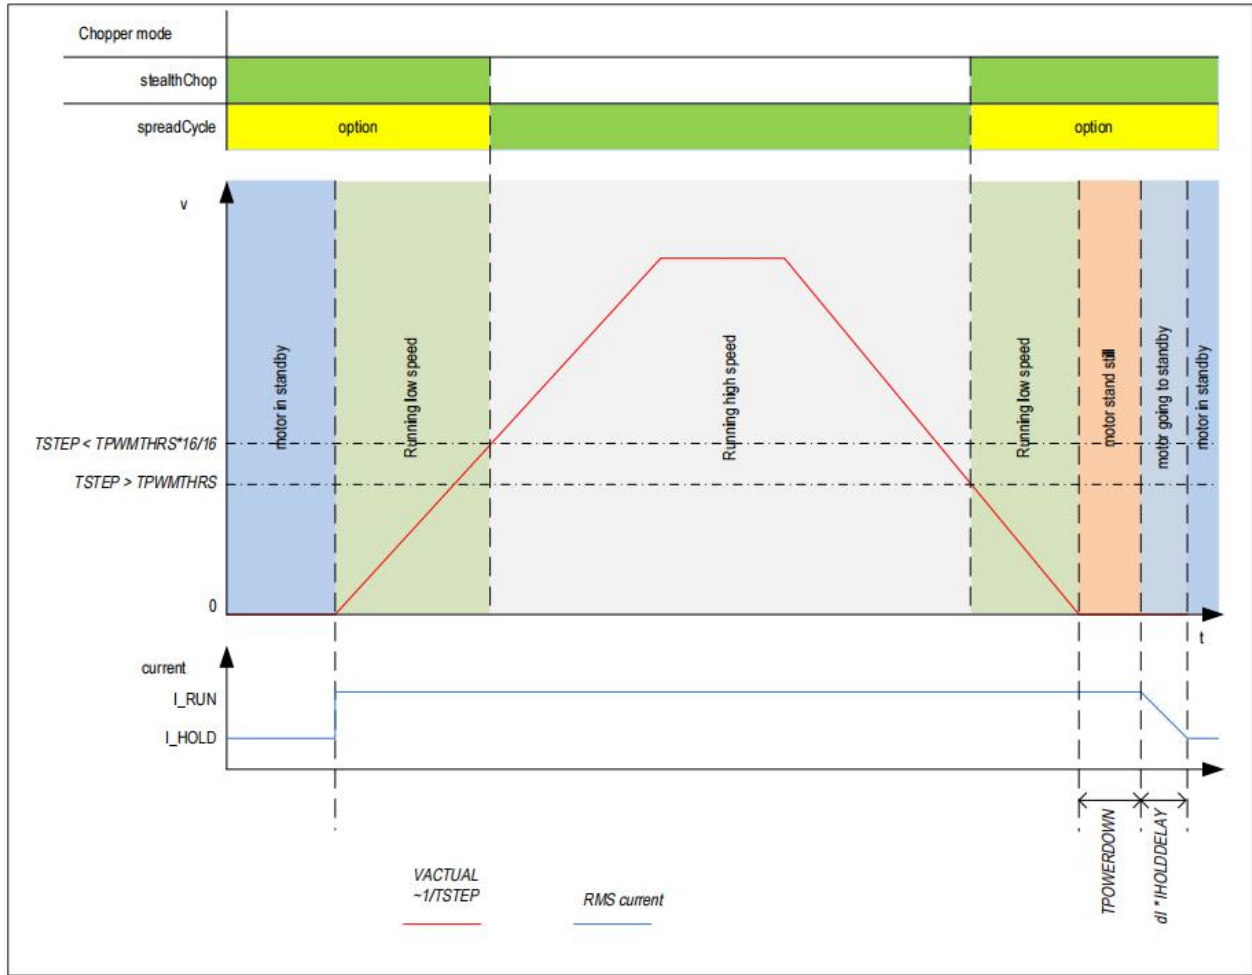 Chopper mode
stealthChop
spreadCycle
option
option
v
motor in standby
Running low speed
Running high speed
Running low speed
motor stand still
motor going to standby
motor in standby
TSTEP < TPWMTHRS*16/16
TSTEP > TPWMTHRS
0
t
current
I_RUN
I_HOLD
TPOWERDOWN
dI * IHOLDDELAY
VACTUAL
~1/TSTEP
RMS current